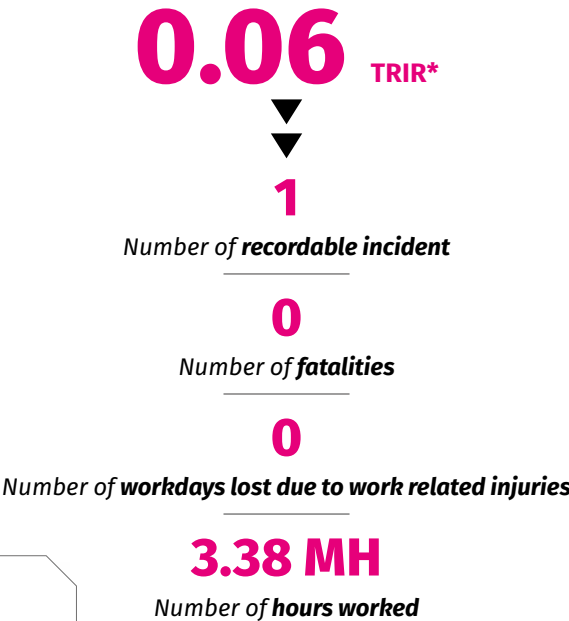 0.06 TRIR*
1
Number of recordable incident
0
Number of fatalities
0
Number of workdays lost due to work related injuries
3.38 MH
Number of hours worked